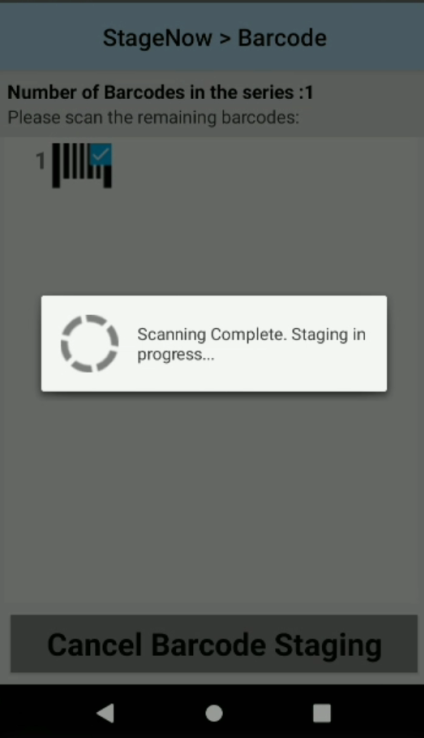 StageNow > Barcode
Number of Barcodes in the series :1
Please scan the remaining barcodes:
1
Scanning Complete. Staging in
progress...
Cancel Barcode Staging